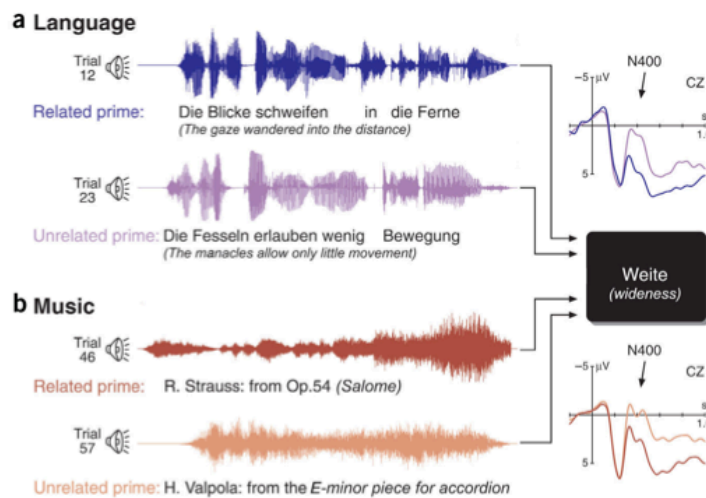 a Language
Trial
12
Related prime: Die Blicke schweifen in die Ferne
(The gaze wandered into the distance)
Trial
23
Unrelated prime: Die Fesseln erlauben wenig Bewegung
(The manacles allow only little movement)
−5 µV
N400
CZ
s
1.
5
Weite
(wideness)
b Music
Trial
46
Related prime: R. Strauss: from Op.54 (Salome)
Trial
57
Unrelated prime: H. Valpola: from the E-minor piece for accordion
−5 µV
N400
CZ
s
1.
5